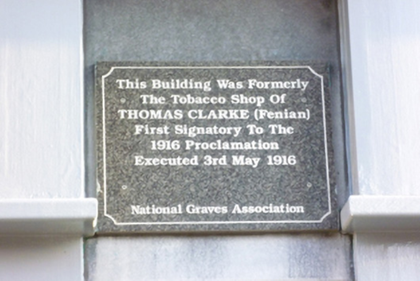 This Building Was Formerly
The Tobacco Shop Of
THOMAS CLARKE (Fenian)
First Signatory To The
1916 Proclamation
Executed 3rd May 1916
National Graves Association